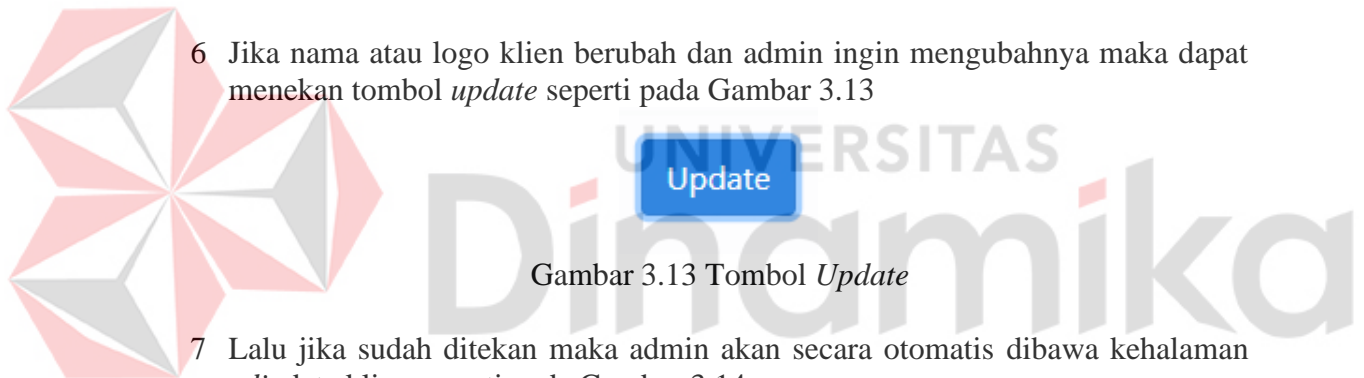 6 Jika nama atau logo klien berubah dan admin ingin mengubahnya maka dapat
menekan tombol update seperti pada Gambar 3.13
UNIVERSITAS
Dinamika
Update
Gambar 3.13 Tombol Update
7 Lalu jika sudah ditekan maka admin akan secara otomatis dibawa kehalaman